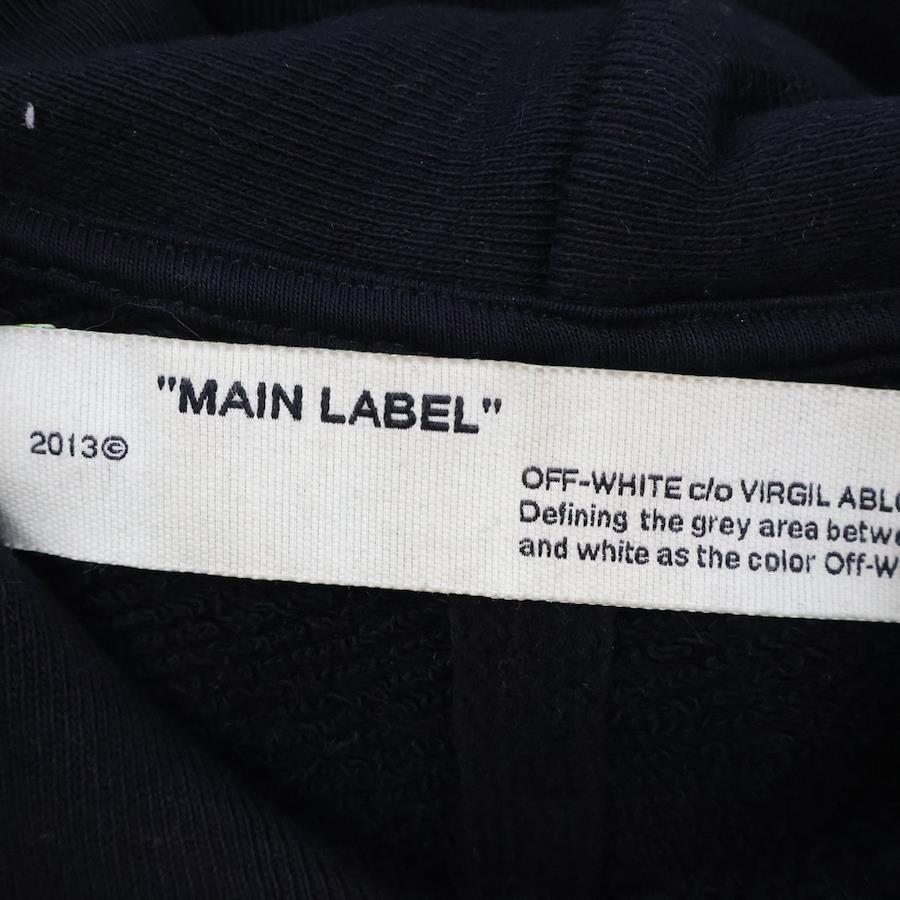 "MAIN LABEL"
2013©
OFF-WHITE c/o VIRGIL
Defining the grey area
and white as the color